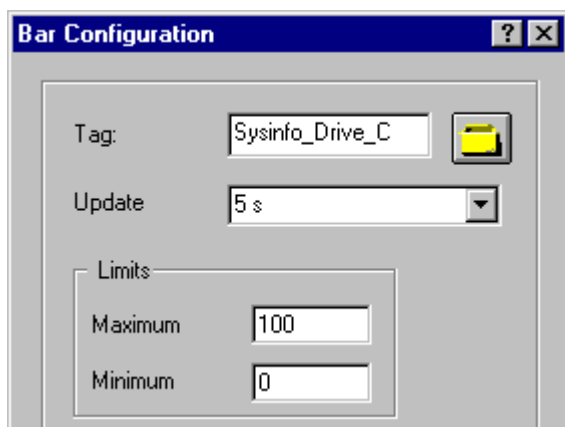 Bar Configuration
Tag: Sysinfo_Drive_C
Update 5 s
Limits
Maximum 100
Minimum 0